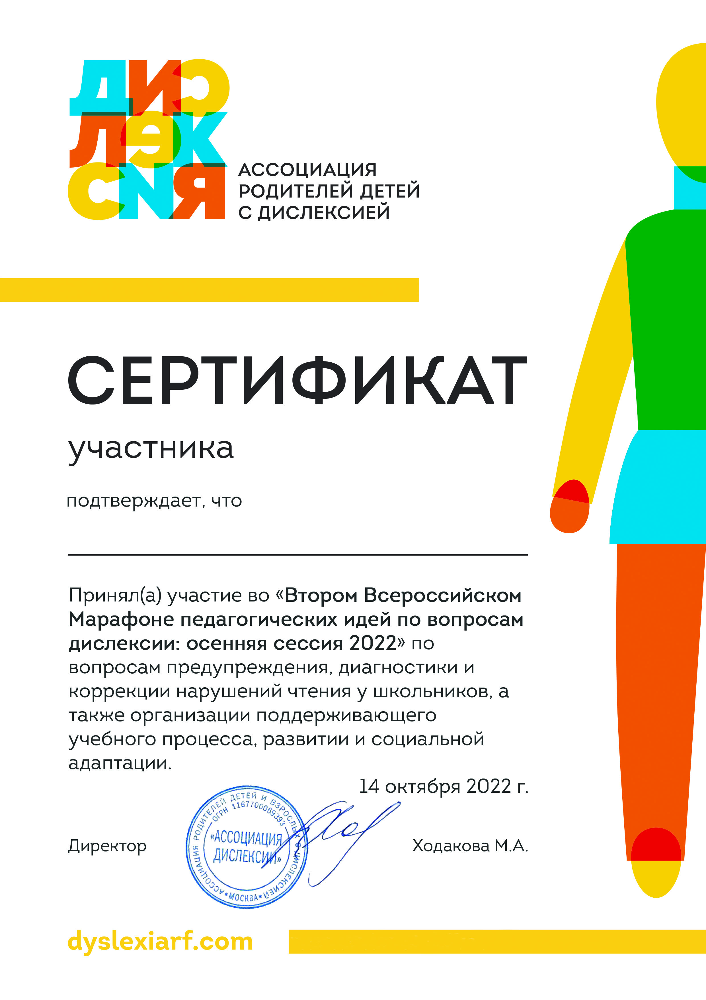 ДИС
ЛЕК
СИЯ
АССОЦИАЦИЯ
РОДИТЕЛЕЙ ДЕТЕЙ
С ДИСЛЕКСИЕЙ
СЕРТИФИКАТ
участника
подтверждает, что
Принял(а) участие во «Втором Всероссийском
Марафоне педагогических идей по вопросам
дислексии: осенняя сессия 2022» по
вопросам предупреждения, диагностики и
коррекции нарушений чтения у школьников, а
также организации поддерживающего
учебного процесса, развитии и социальной
адаптации.
14 октября 2022 г.
АССОЦИАЦИЯ РОДИТЕЛЕЙ ДЕТЕЙ И ВЗРОСЛЫХ С ДИСЛЕКСИЕЙ
ОГРН 1167700069393
«АССОЦИАЦИЯ
ДИСЛЕКСИИ»
*МОСКВА*
Директор
Ходакова М.А.
dyslexiarf.com